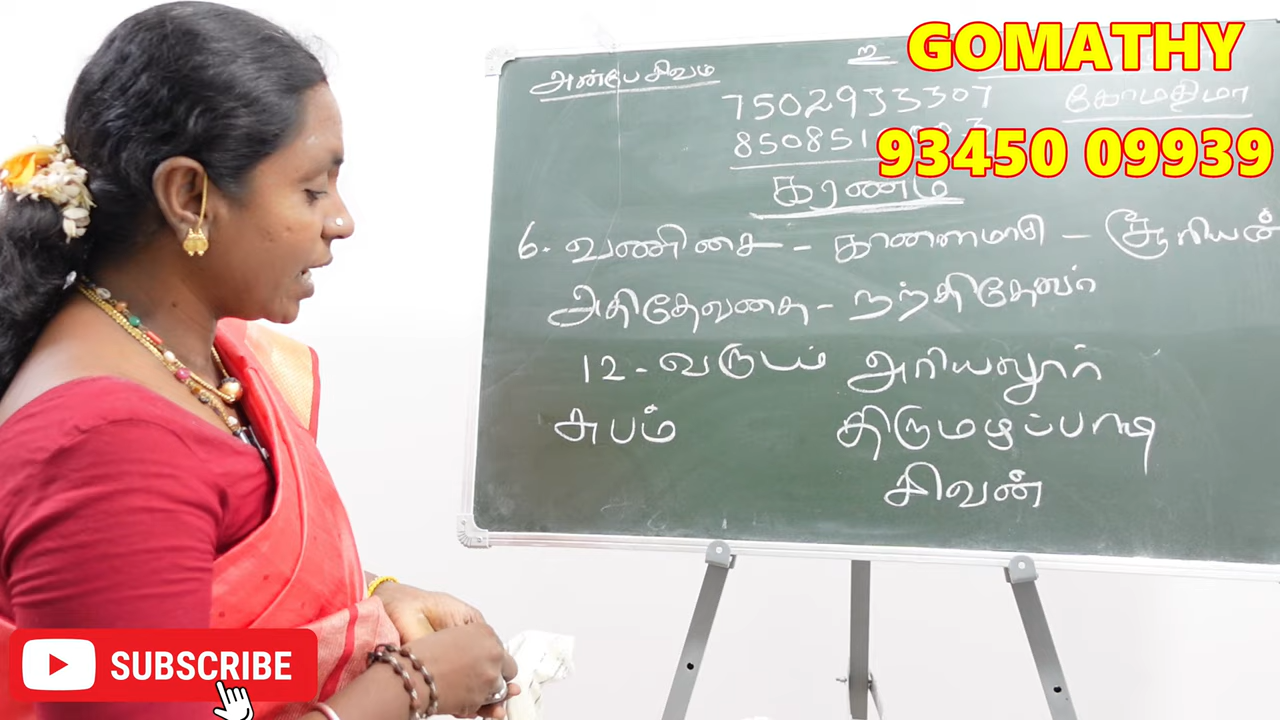 GOMATHY
93450 09939
அன்பே சிவம்
உ
7502933307
கோமதிமா
850851
கரணம்
6. வணிசை - காளைமாடு - சூரியன்
அதிதேவதை - நந்திதேவர்
12 - வருடம் அரியலூர்
சுபம் திருமழப்பாடி
சிவன்
SUBSCRIBE